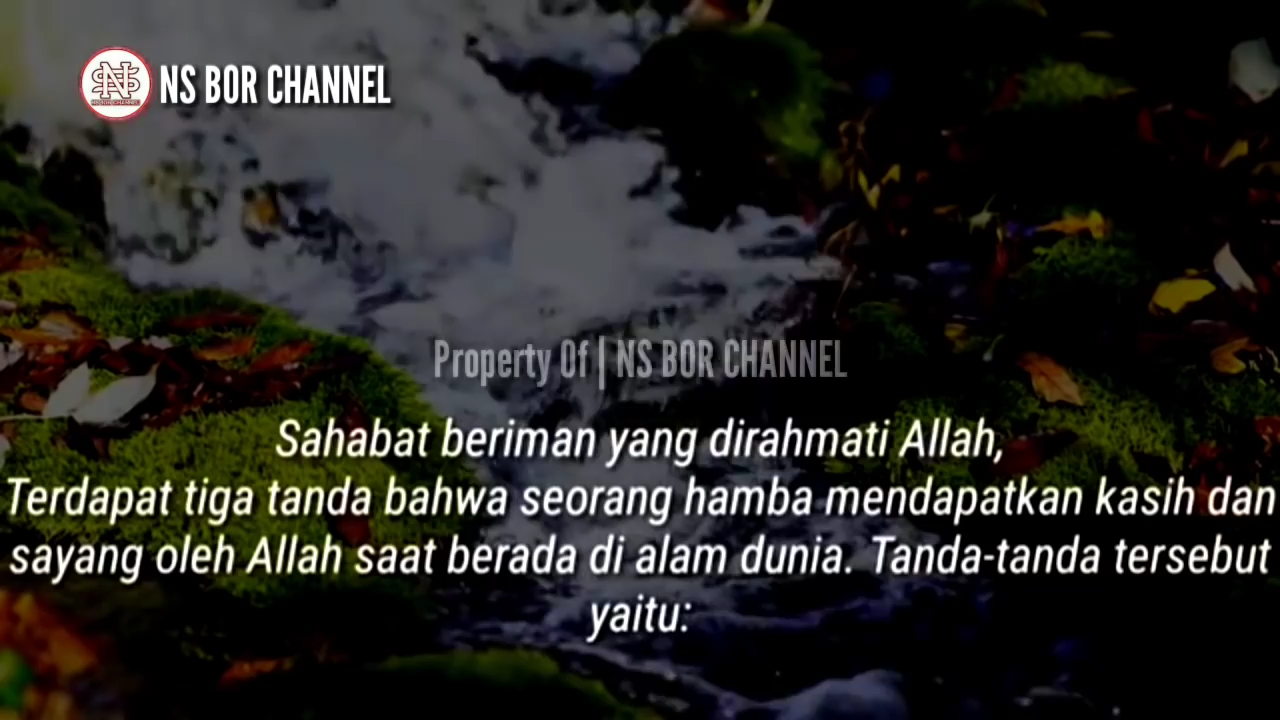 NS BOR CHANNEL
Property Of | NS BOR CHANNEL
Sahabat beriman yang dirahmati Allah,
Terdapat tiga tanda bahwa seorang hamba mendapatkan kasih dan
sayang oleh Allah saat berada di alam dunia. Tanda-tanda tersebut
yaitu: